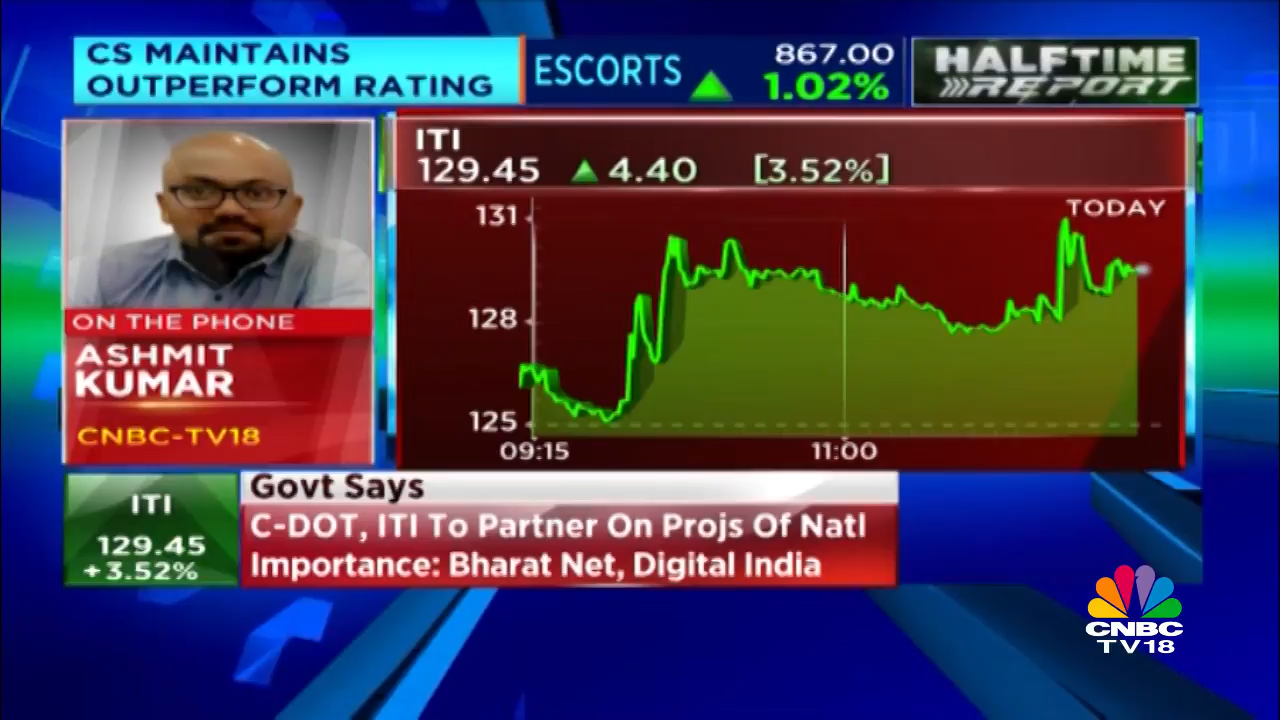 CS MAINTAINS
OUTPERFORM RATING
ESCORTS ▲ 867.00
1.02%
HALFTIME
REPORT
ITI
129.45 ▲ 4.40 [3.52%]
TODAY
131
128
125
09:15 11:00
ON THE PHONE
ASHMIT
KUMAR
CNBC-TV18
ITI
129.45
+3.52%
Govt Says
C-DOT, ITI To Partner On Projs Of Natl
Importance: Bharat Net, Digital India
CNBC
TV18